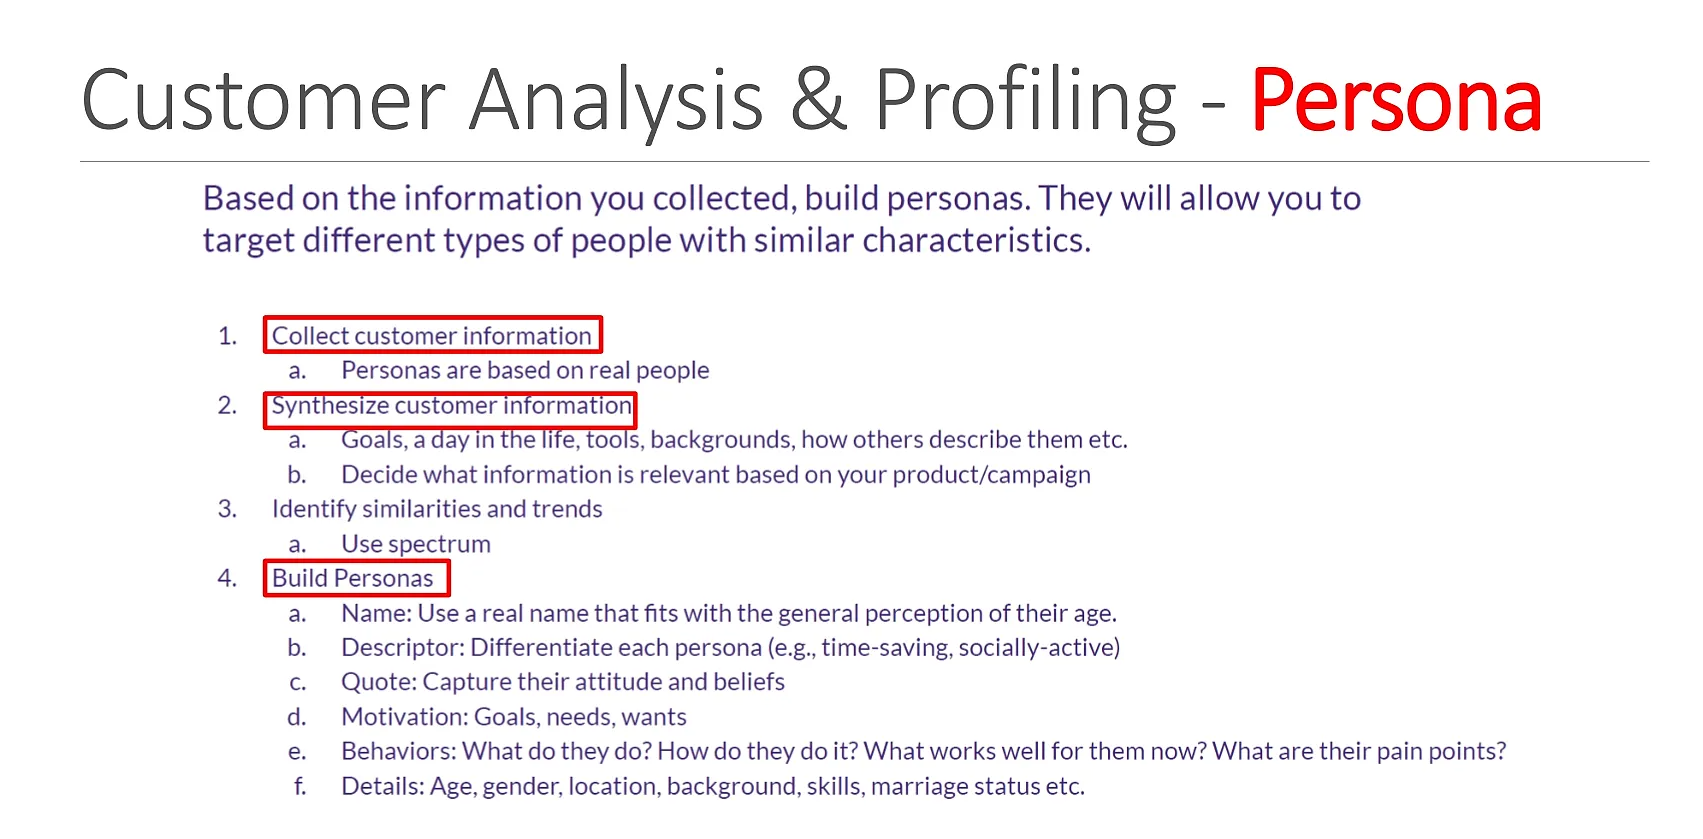 Customer Analysis & Profiling - Persona
Based on the information you collected, build personas. They will allow you to
target different types of people with similar characteristics.
1. Collect customer information
a. Personas are based on real people
2. Synthesize customer information
a. Goals, a day in the life, tools, backgrounds, how others describe them etc.
b. Decide what information is relevant based on your product/campaign
3. Identify similarities and trends
a. Use spectrum
4. Build Personas
a. Name: Use a real name that fits with the general perception of their age.
b. Descriptor: Differentiate each persona (e.g., time-saving, socially-active)
c. Quote: Capture their attitude and beliefs
d. Motivation: Goals, needs, wants
e. Behaviors: What do they do? How do they do it? What works well for them now? What are their pain points?
f. Details: Age, gender, location, background, skills, marriage status etc.